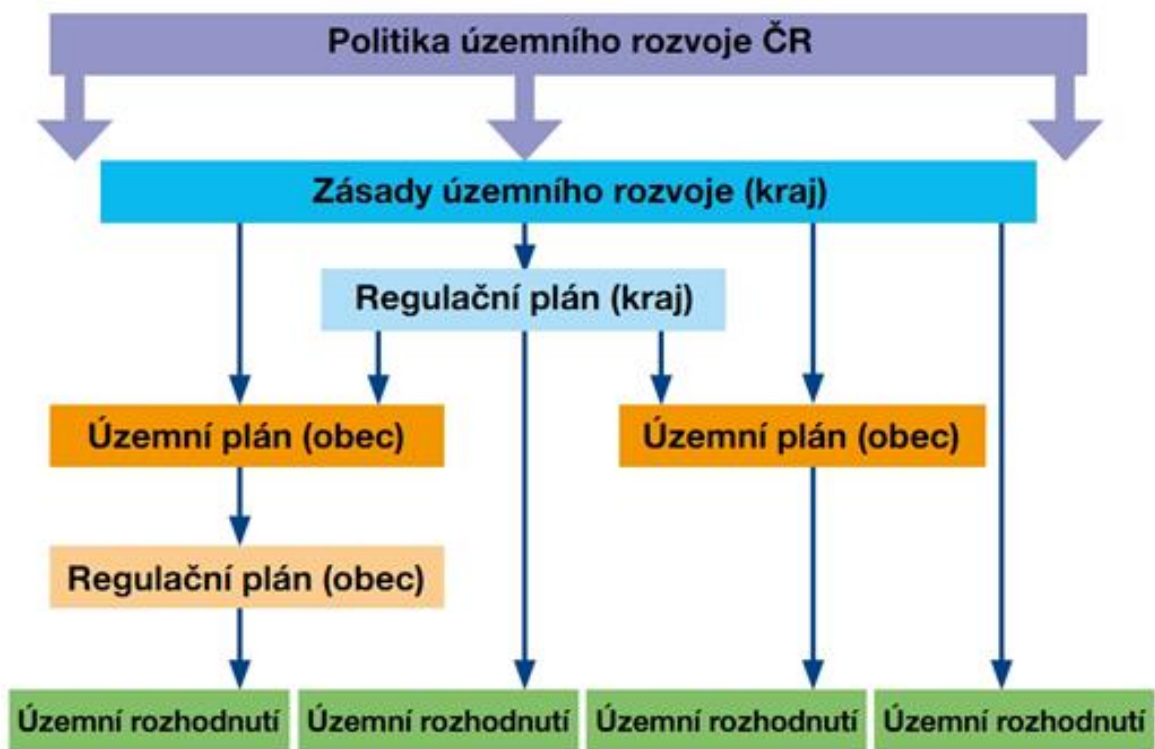 Politika územního rozvoje ČR
Zásady územního rozvoje (kraj)
Regulační plán (kraj)
Územní plán (obec)
Územní plán (obec)
Regulační plán (obec)
Územní rozhodnutí
Územní rozhodnutí
Územní rozhodnutí
Územní rozhodnutí